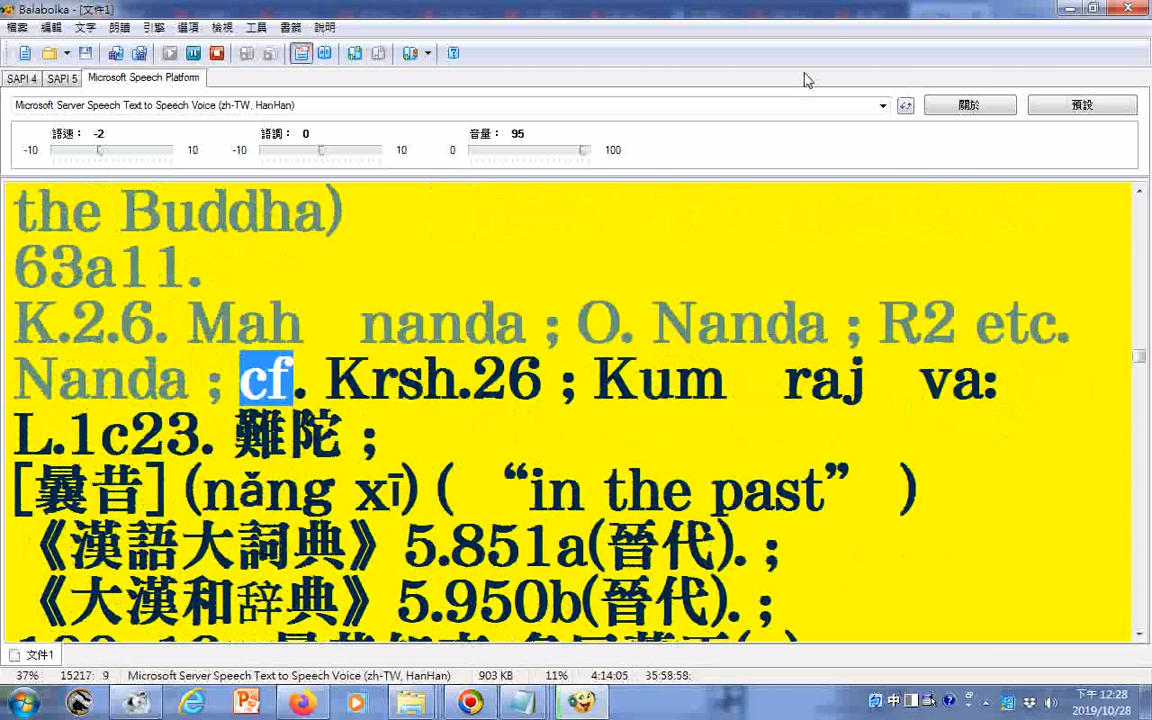 Balabolka - [文件1]
檔案 編輯 文字 朗讀 引擎 選項 檢視 工具 書籤 說明
SAPI 4 SAPI 5 Microsoft Speech Platform
Microsoft Server Speech Text to Speech Voice (zh-TW, HanHan) 關於 預設
語速： -2 語調： 0 音量： 95
-10 10 -10 10 0 100
the Buddha)
63a11.
K.2.6. Mah nanda ; O. Nanda ; R2 etc.
Nanda ; cf. Krsh.26 ; Kum raj va:
L.1c23. 難陀 ;
[曩昔] (nǎng xī) ( “in the past” )
《漢語大詞典》 5.851a(晉代). ;
《大漢和辞典》 5.950b(晉代). ;
文件1
37% 15217: 9 Microsoft Server Speech Text to Speech Voice (zh-TW, HanHan) 903 KB 11% 4:14:05 35:58:58:
中 下午 12:28
2019/10/28